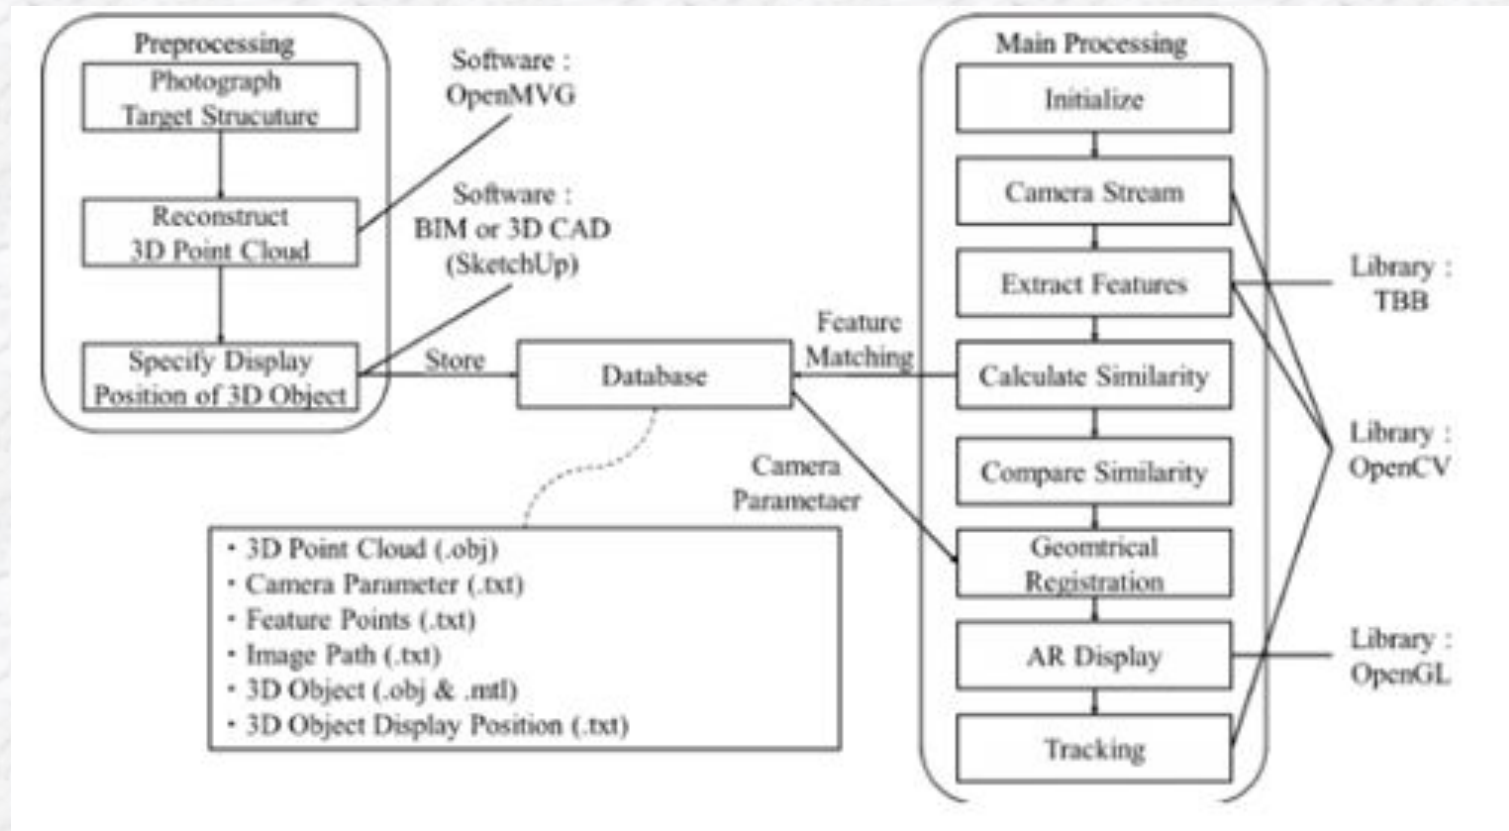 Preprocessing
Photograph
Target Strucuture
Reconstruct
3D Point Cloud
Specify Display
Position of 3D Object
Software :
OpenMVG
Software :
BIM or 3D CAD
(SketchUp)
Store
Database
Feature
Matching
Camera
Parametaer
・3D Point Cloud (.obj)
・Camera Parameter (.txt)
・Feature Points (.txt)
・Image Path (.txt)
・3D Object (.obj & .mtl)
・3D Object Display Position (.txt)
Main Processing
Initialize
Camera Stream
Extract Features
Calculate Similarity
Compare Similarity
Geomtrical
Registration
AR Display
Tracking
Library :
TBB
Library :
OpenCV
Library :
OpenGL